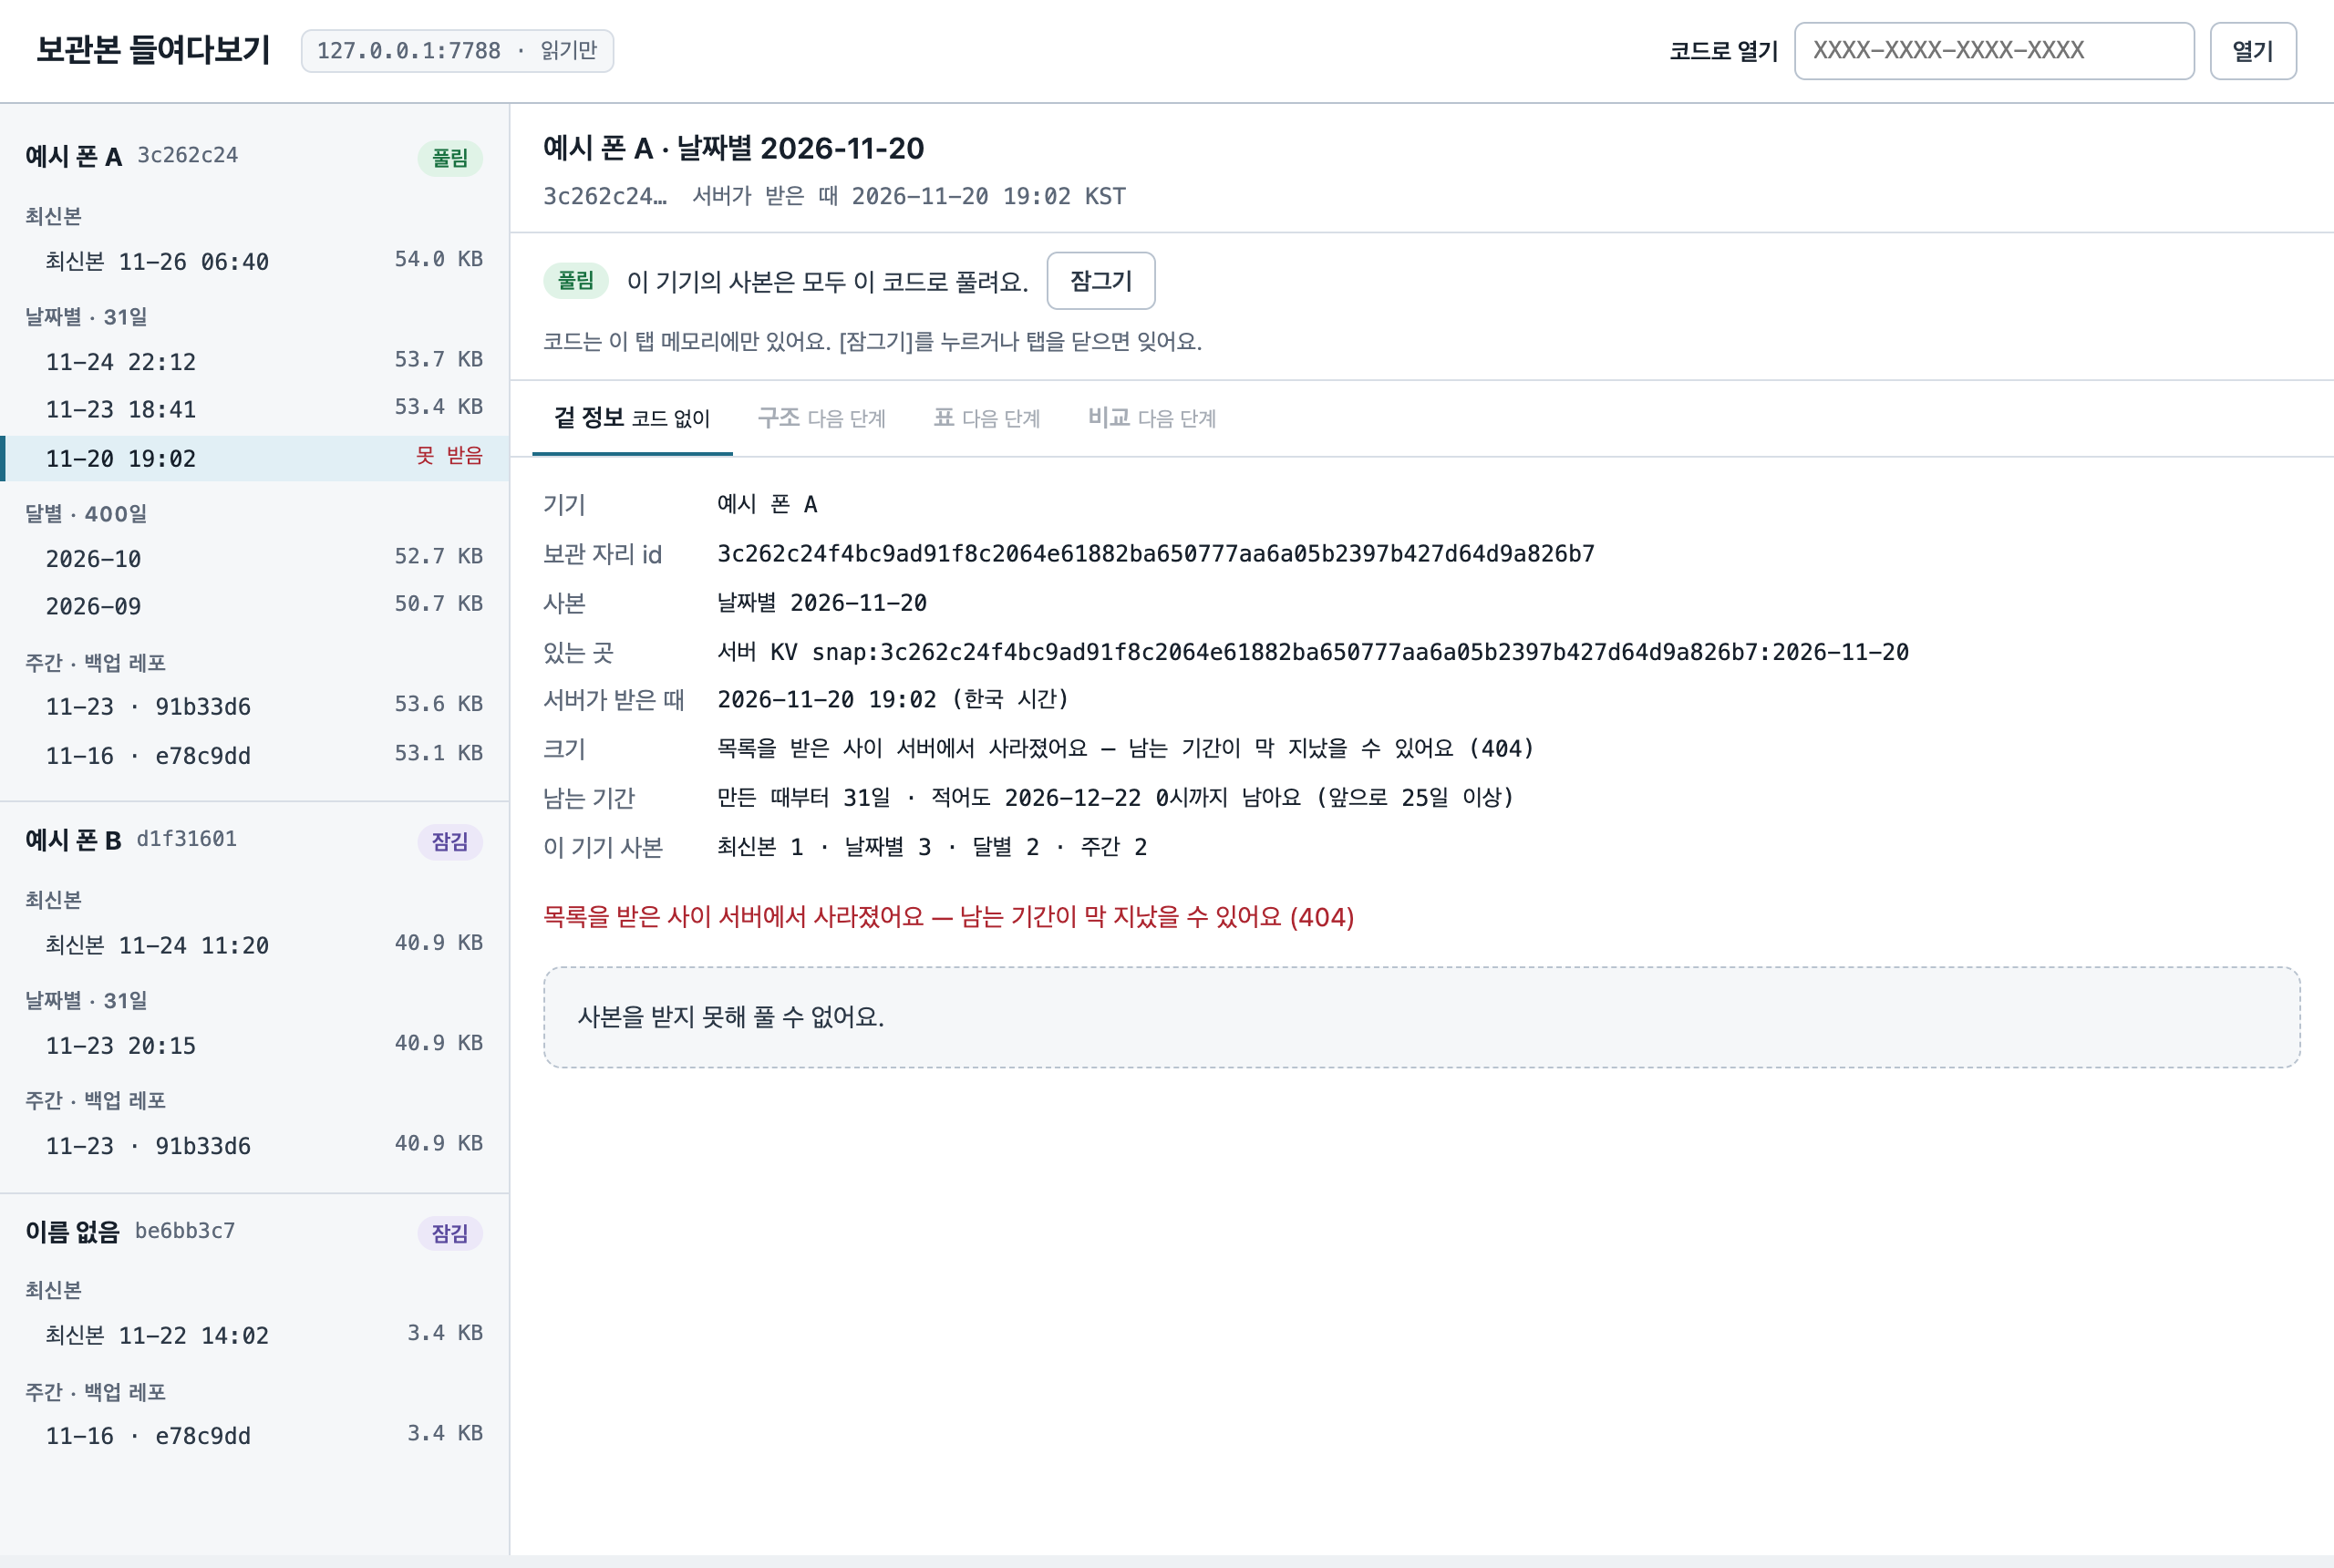 보관본 들여다보기 127.0.0.1:7788 · 읽기만 코드로 열기 XXXX-XXXX-XXXX-XXXX 열기
예시 폰 A 3c262c24 풀림
최신본
최신본 11-26 06:40 54.0 KB
날짜별 · 31일
11-24 22:12 53.7 KB
11-23 18:41 53.4 KB
11-20 19:02 못 받음
달별 · 400일
2026-10 52.7 KB
2026-09 50.7 KB
주간 · 백업 레포
11-23 · 91b33d6 53.6 KB
11-16 · e78c9dd 53.1 KB
예시 폰 B d1f31601 잠김
최신본
최신본 11-24 11:20 40.9 KB
날짜별 · 31일
11-23 20:15 40.9 KB
주간 · 백업 레포
11-23 · 91b33d6 40.9 KB
이름 없음 be6bb3c7 잠김
최신본
최신본 11-22 14:02 3.4 KB
주간 · 백업 레포
11-16 · e78c9dd 3.4 KB
예시 폰 A · 날짜별 2026-11-20
3c262c24… 서버가 받은 때 2026-11-20 19:02 KST
풀림 이 기기의 사본은 모두 이 코드로 풀려요. 잠그기
코드는 이 탭 메모리에만 있어요. [잠그기]를 누르거나 탭을 닫으면 잊어요.
겉 정보 코드 없이 구조 다음 단계 표 다음 단계 비교 다음 단계
기기 예시 폰 A
보관 자리 id 3c262c24f4bc9ad91f8c2064e61882ba650777aa6a05b2397b427d64d9a826b7
사본 날짜별 2026-11-20
있는 곳 서버 KV snap:3c262c24f4bc9ad91f8c2064e61882ba650777aa6a05b2397b427d64d9a826b7:2026-11-20
서버가 받은 때 2026-11-20 19:02 (한국 시간)
크기 목록을 받은 사이 서버에서 사라졌어요 — 남는 기간이 막 지났을 수 있어요 (404)
남는 기간 만든 때부터 31일 · 적어도 2026-12-22 0시까지 남아요 (앞으로 25일 이상)
이 기기 사본 최신본 1 · 날짜별 3 · 달별 2 · 주간 2
목록을 받은 사이 서버에서 사라졌어요 — 남는 기간이 막 지났을 수 있어요 (404)
사본을 받지 못해 풀 수 없어요.